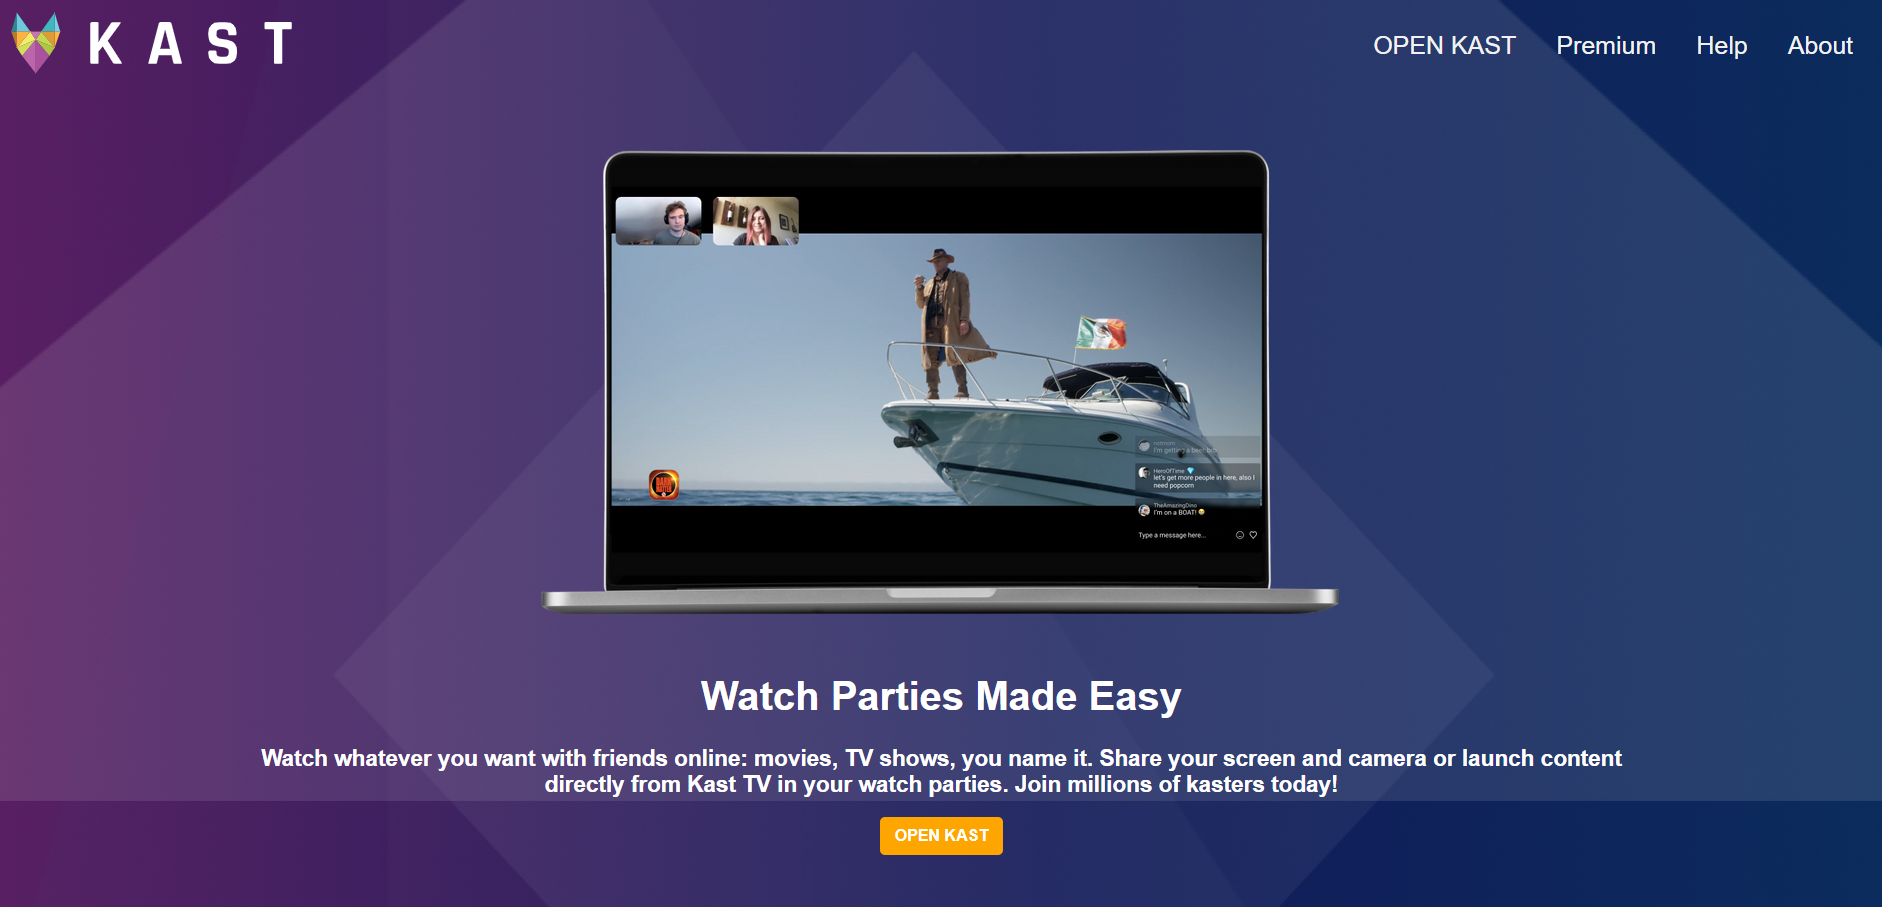 KAST
OPEN KAST
Premium
Help
About
I'm getting a beer brb
HeroOfTime
let's get more people in here, also I
need popcorn
TheAmazingDino
I'm on a BOAT!
Type a message here...
Watch Parties Made Easy
Watch whatever you want with friends online: movies, TV shows, you name it. Share your screen and camera or launch content
directly from Kast TV in your watch parties. Join millions of kasters today!
OPEN KAST